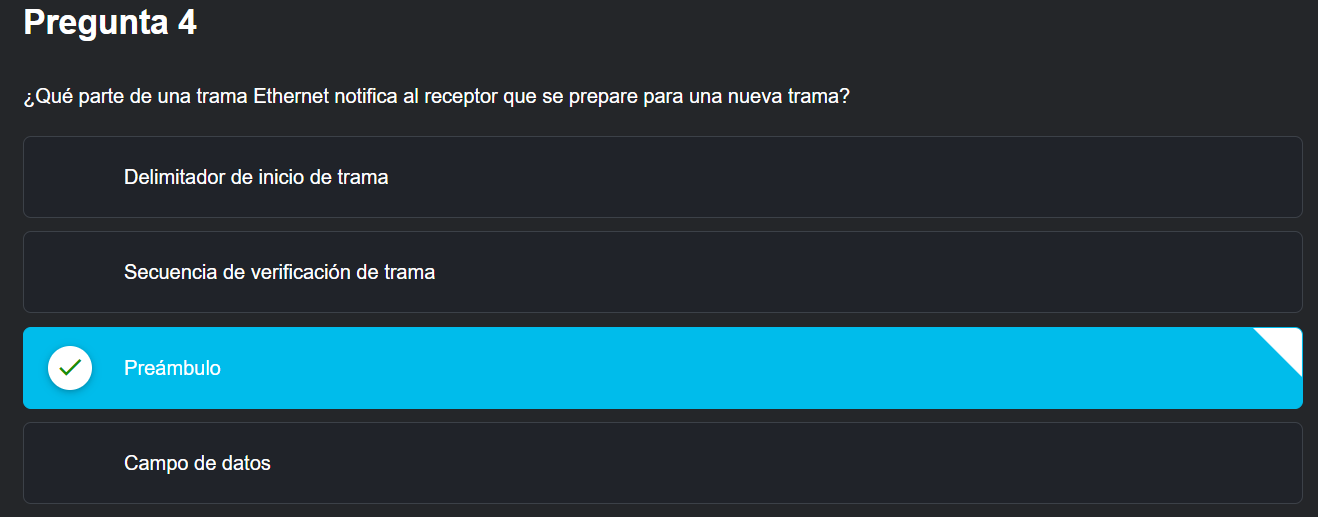 Pregunta 4
¿Qué parte de una trama Ethernet notifica al receptor que se prepare para una nueva trama?
Delimitador de inicio de trama
Secuencia de verificación de trama
Preámbulo
Campo de datos